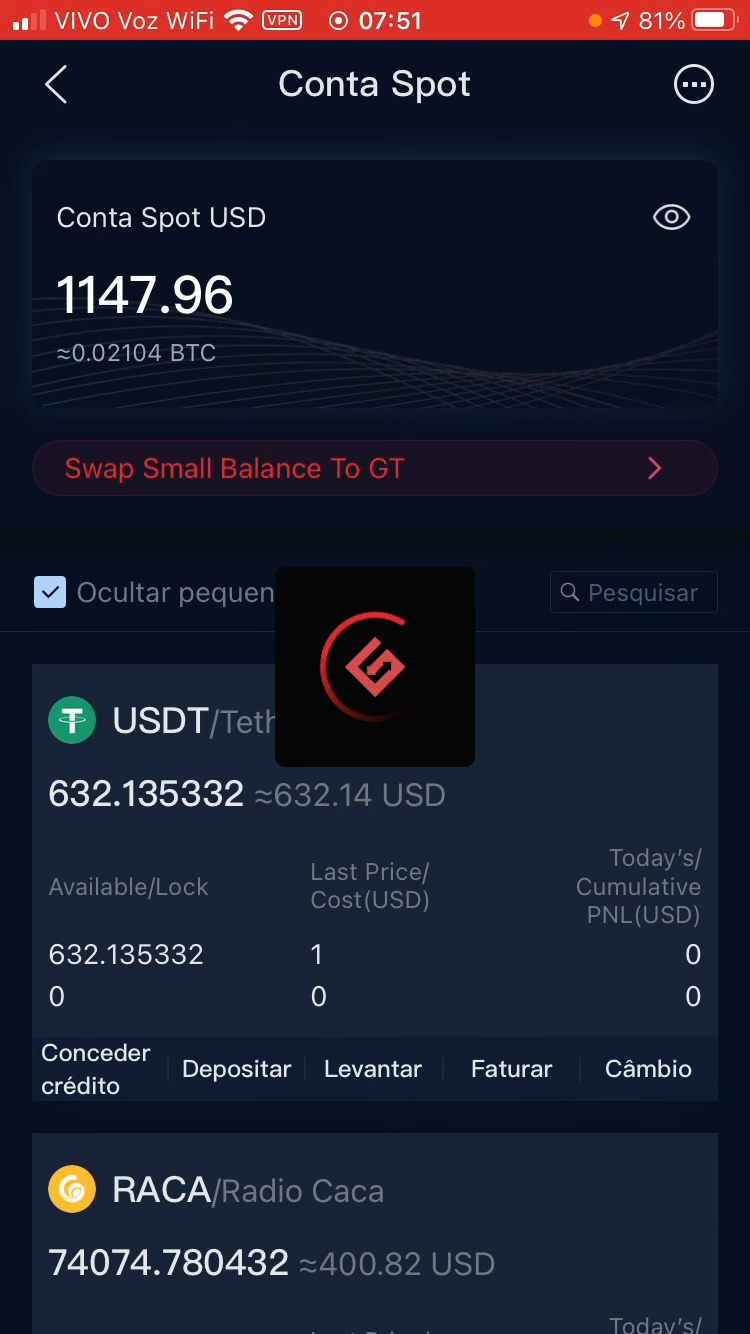 VIVO Voz WiFi VPN 07:51 81%
Conta Spot
Conta Spot USD
1147.96
≈0.02104 BTC
Swap Small Balance To GT
Ocultar pequen Pesquisar
USDT/Teth
632.135332 ≈632.14 USD
Available/Lock
Last Price/
Cost(USD)
Today's/
Cumulative
PNL(USD)
632.135332 1 0
0 0 0
Conceder
crédito
Depositar Levantar Faturar Câmbio
RACA/Radio Caca
74074.780432 ≈400.82 USD
Today's/